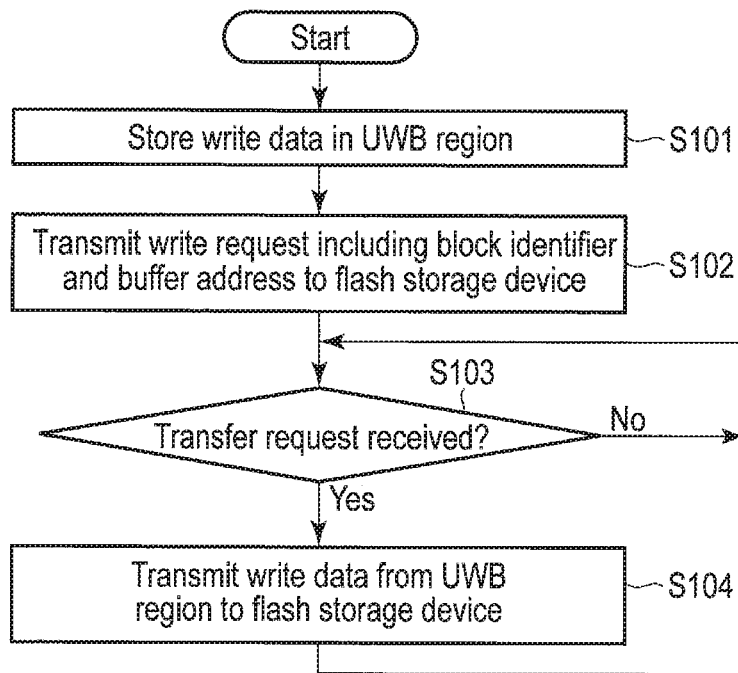 Start
Store write data in UWB region
S101
Transmit write request including block identifier
and buffer address to flash storage device
S102
S103
Transfer request received?
No
Yes
Transmit write data from UWB
region to flash storage device
S104